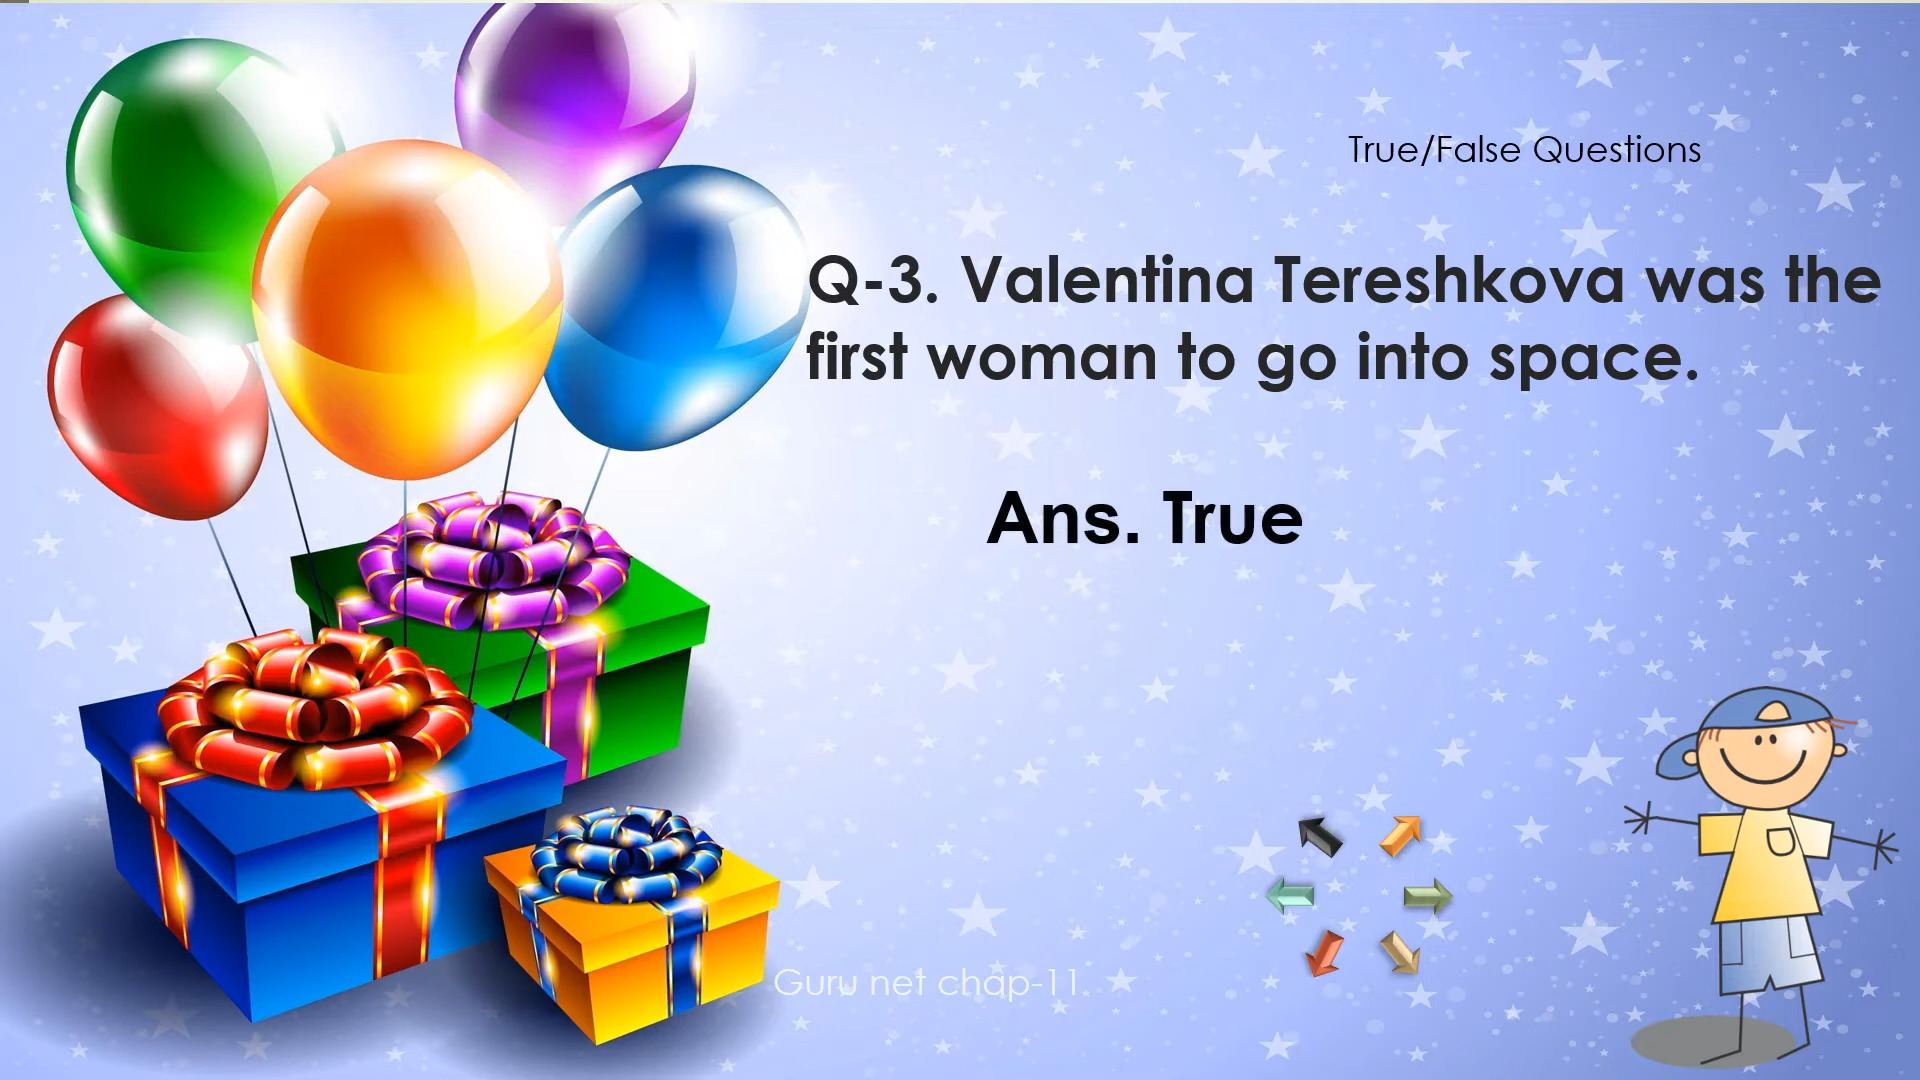 True/False Questions
Q-3. Valentina Tereshkova was the
first woman to go into space.
Ans. True
Guru net chap-11